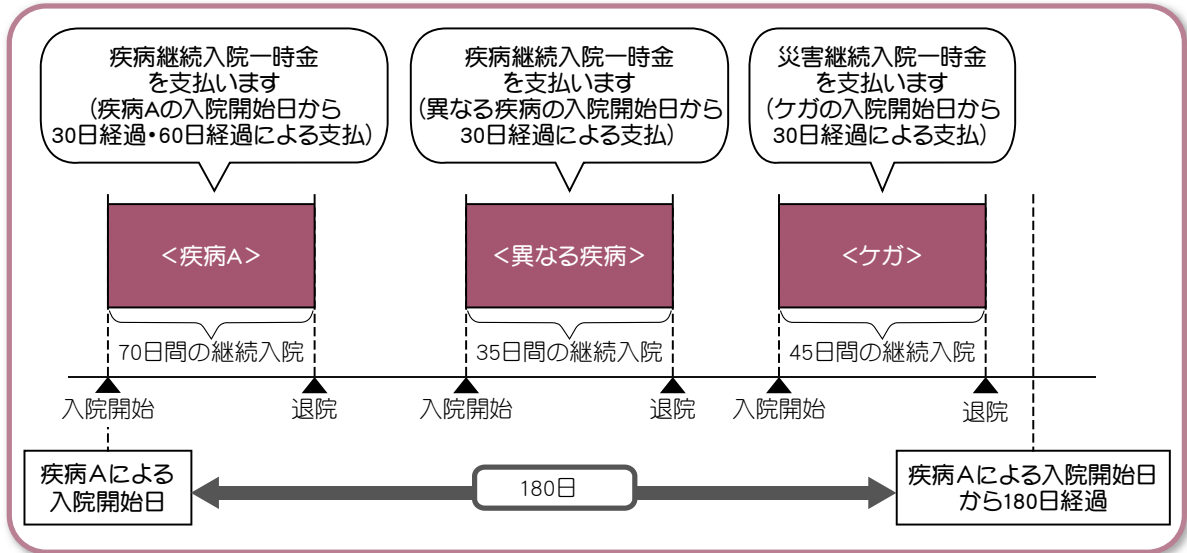 疾病継続入院一時金
を支払います
（疾病Aの入院開始日から
30日経過・60日経過による支払）
疾病継続入院一時金
を支払います
（異なる疾病の入院開始日から
30日経過による支払）
災害継続入院一時金
を支払います
（ケガの入院開始日から
30日経過による支払）
＜疾病A＞
＜異なる疾病＞
＜ケガ＞
70日間の継続入院
35日間の継続入院
45日間の継続入院
入院開始
退院
入院開始
退院
入院開始
退院
疾病Aによる
入院開始日
180日
疾病Aによる入院開始日
から180日経過